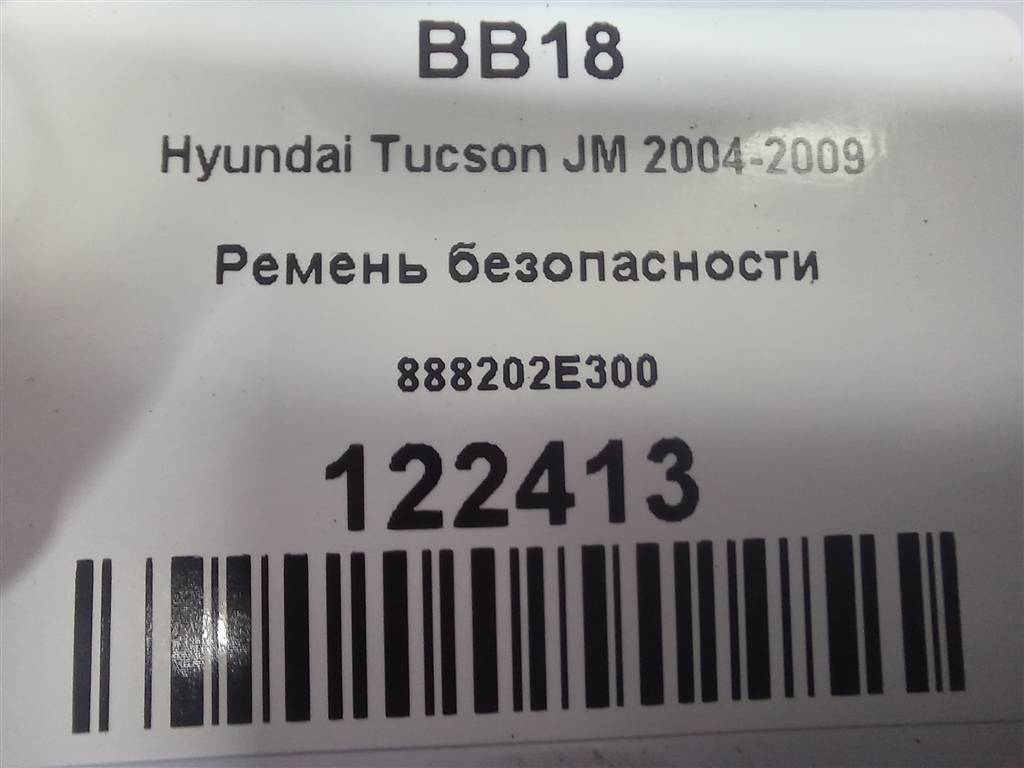 BB18
Hyundai Tucson JM 2004-2009
Ремень безопасности
888202E300
122413